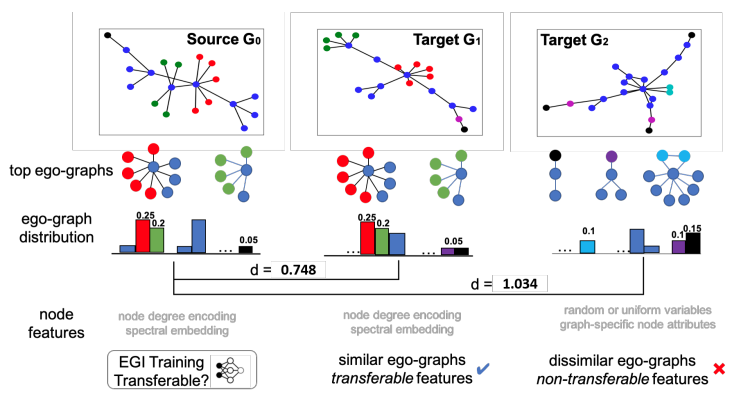 Source G0
Target G1
Target G2
top ego-graphs
ego-graph
distribution
0.25
0.2
0.05
0.25
0.2
0.05
0.1
0.1
0.15
...
...
...
...
...
d = 0.748
d = 1.034
node
features
node degree encoding
spectral embedding
node degree encoding
spectral embedding
random or uniform variables
graph-specific node attributes
EGI Training
Transferable?
similar ego-graphs
transferable features ✓
dissimilar ego-graphs
non-transferable features ✗